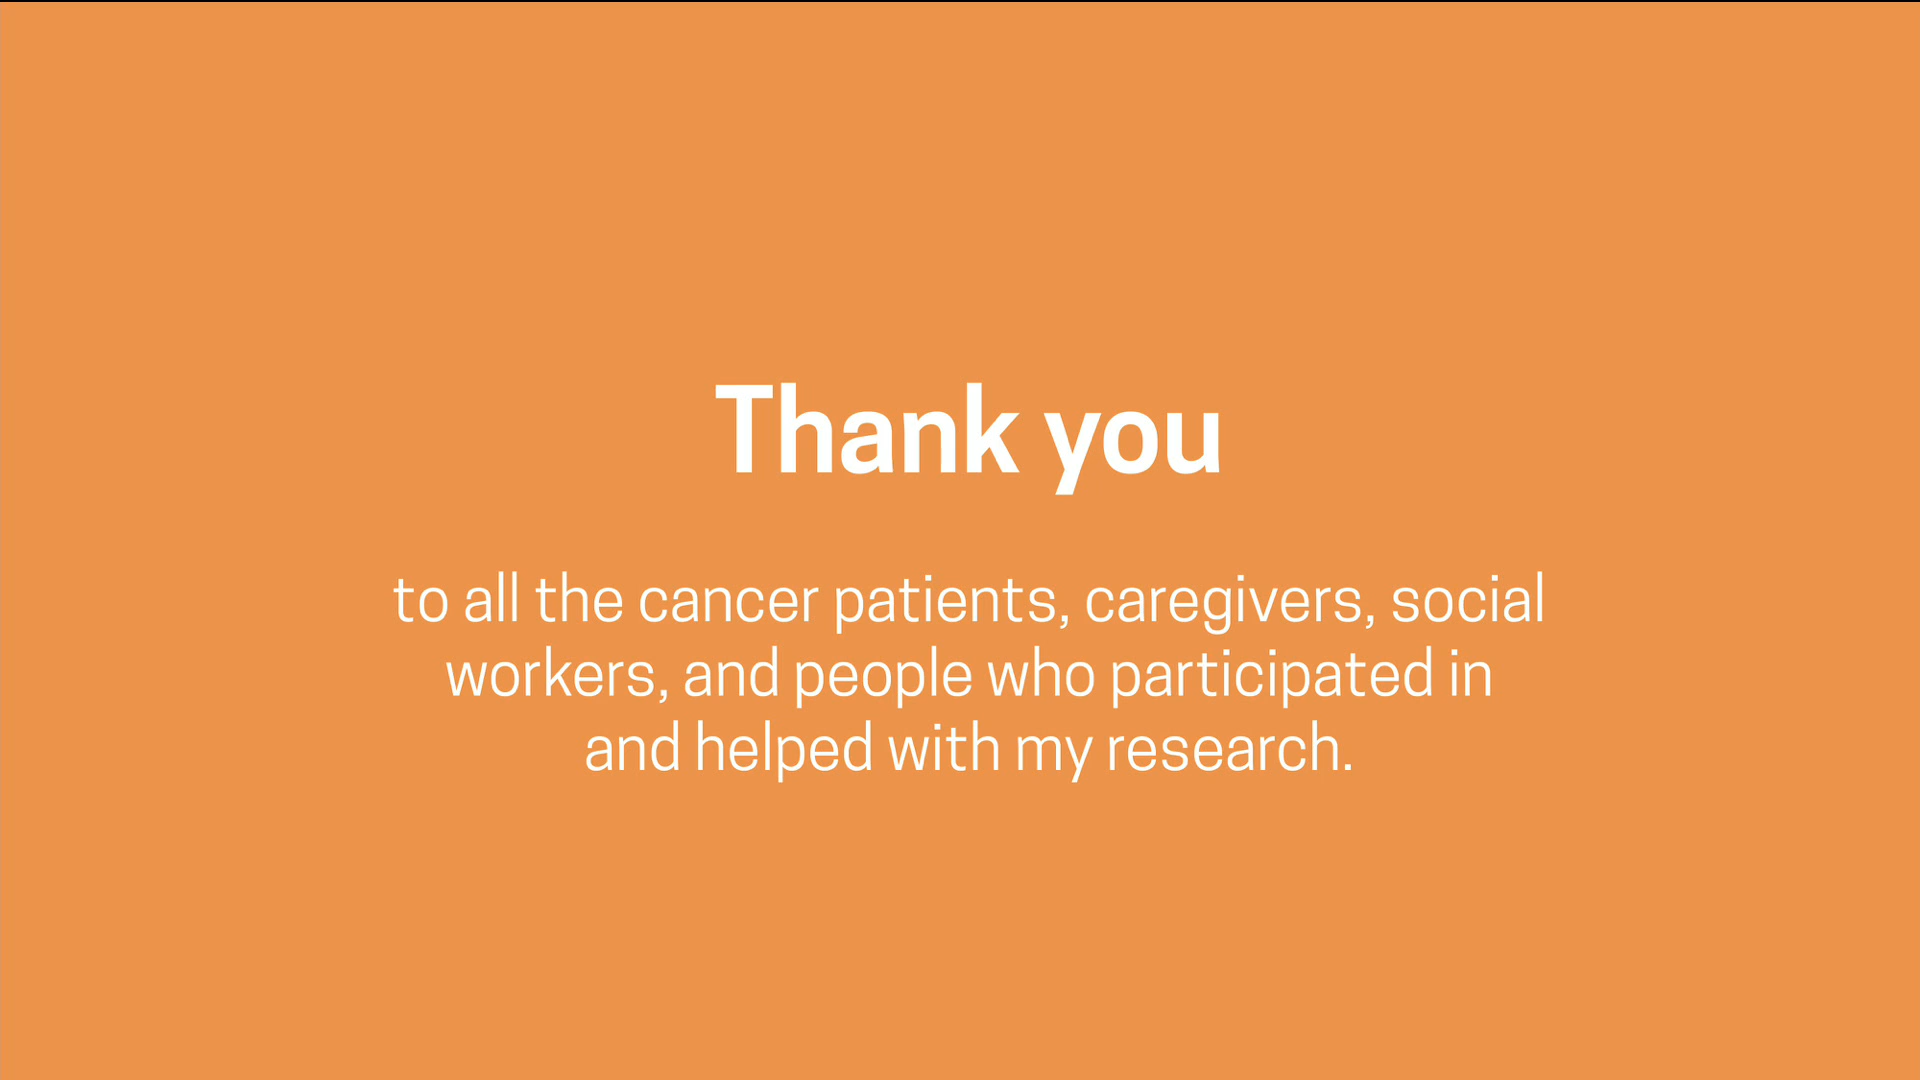 Thank you
to all the cancer patients, caregivers, social
workers, and people who participated in
and helped with my research.